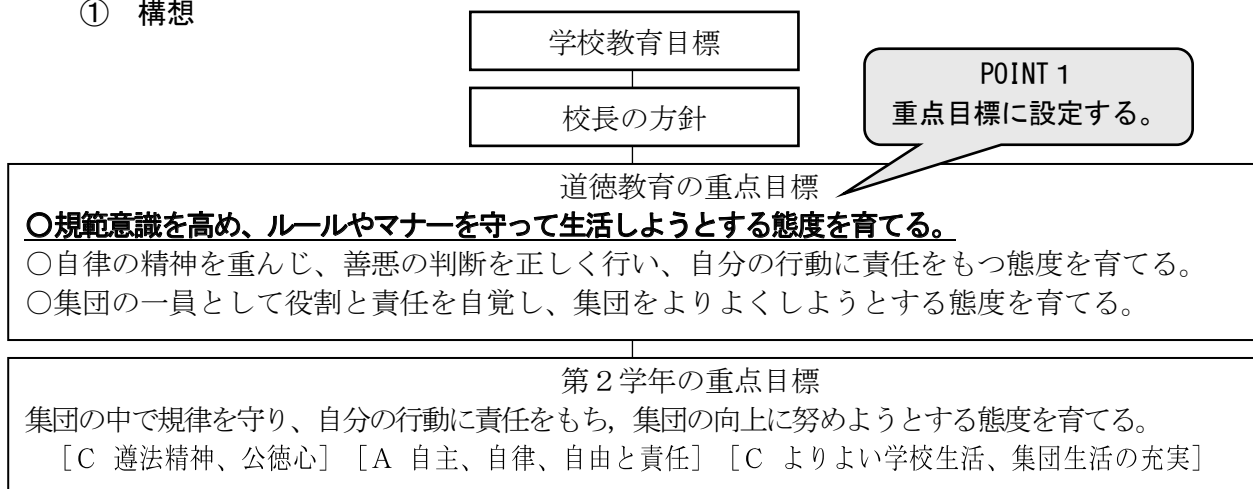 ① 構想
学校教育目標
校長の方針
POINT 1
重点目標に設定する。
道徳教育の重点目標
○規範意識を高め、ルールやマナーを守って生活しようとする態度を育てる。
○自律の精神を重んじ、善悪の判断を正しく行い、自分の行動に責任をもつ態度を育てる。
○集団の一員として役割と責任を自覚し、集団をよりよくしようとする態度を育てる。
第２学年の重点目標
集団の中で規律を守り、自分の行動に責任をもち，集団の向上に努めようとする態度を育てる。
［Ｃ 遵法精神、公徳心］［Ａ 自主、自律、自由と責任］［Ｃ よりよい学校生活、集団生活の充実］